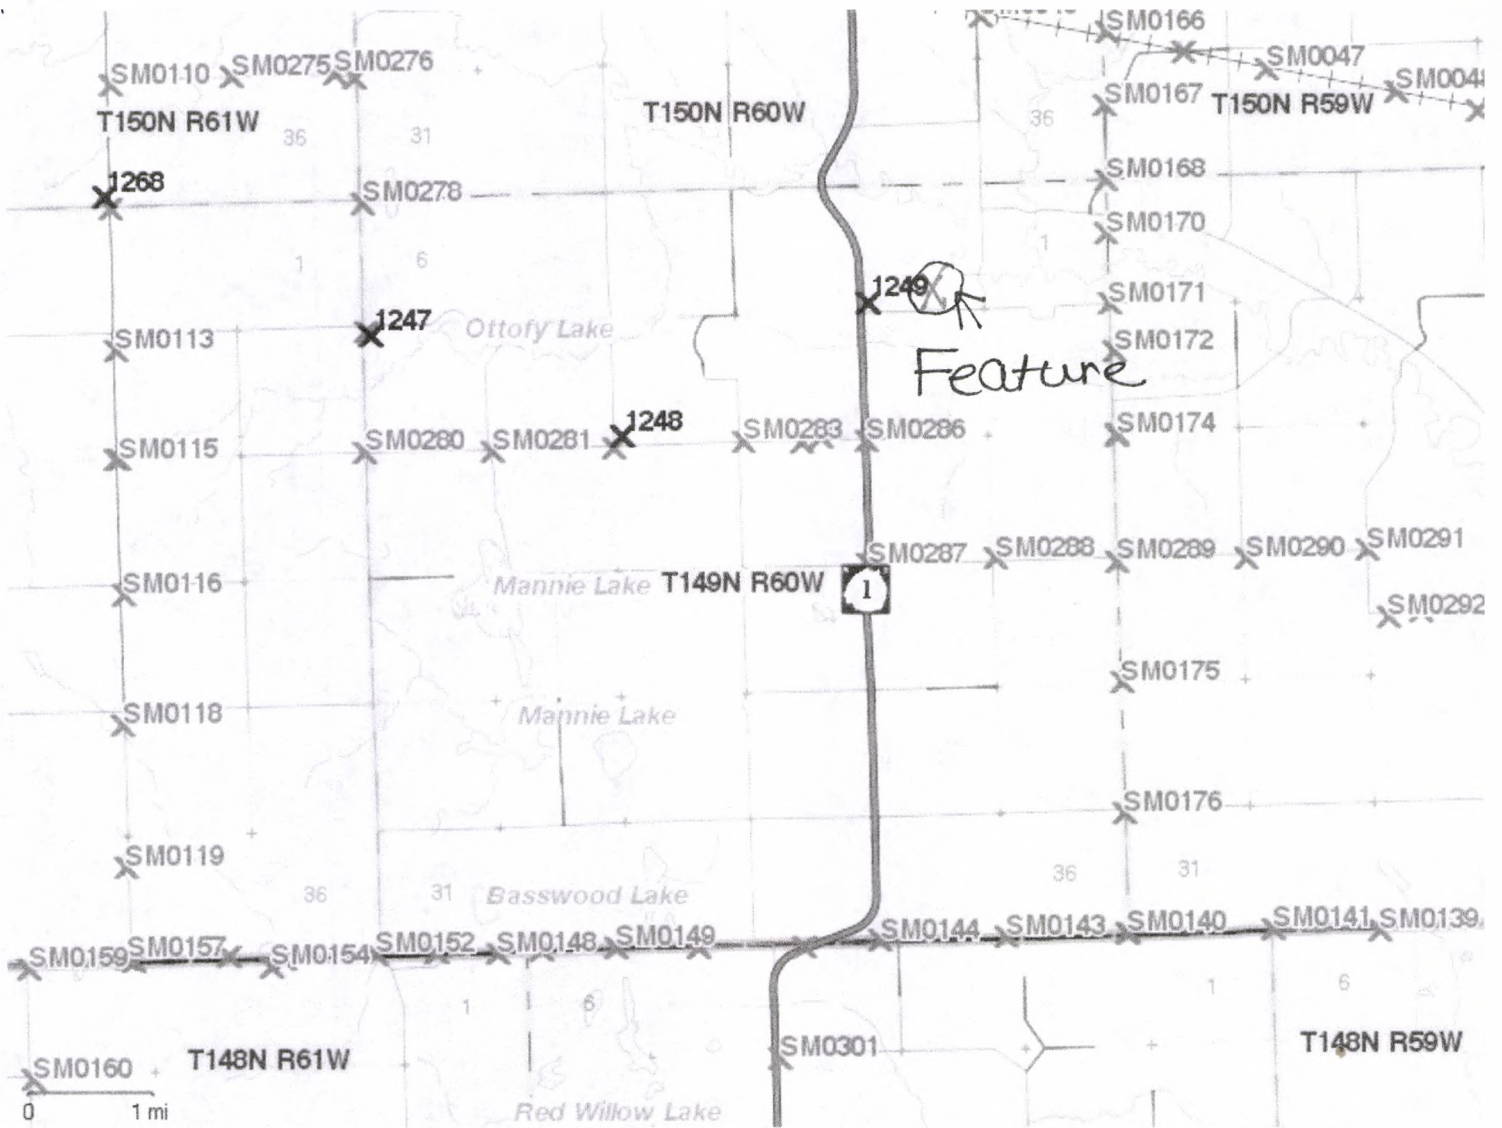 SM0166
SM0110
SM0275
SM0276
SM0047
T150N R61W
T150N R60W
SM0167
T150N R59W
36
31
36
1268
SM0278
SM0168
SM0170
1
6
1
1249
X
SM0171
1247
Ottofy Lake
SM0113
SM0172
Feature
1248
SM0280
SM0281
SM0283
SM0286
SM0174
SM0115
SM0287
SM0288
SM0289
SM0290
SM0291
SM0116
Mannie Lake
T149N R60W
1
SM0292
SM0175
SM0118
Mannie Lake
SM0176
SM0119
36
31
Basswood Lake
36
31
SM0159
SM0157
SM0154
SM0152
SM0148
SM0149
SM0144
SM0143
SM0140
SM0141
SM0139
1
6
1
6
SM0160
T148N R61W
SM0301
T148N R59W
0
1 mi
Red Willow Lake